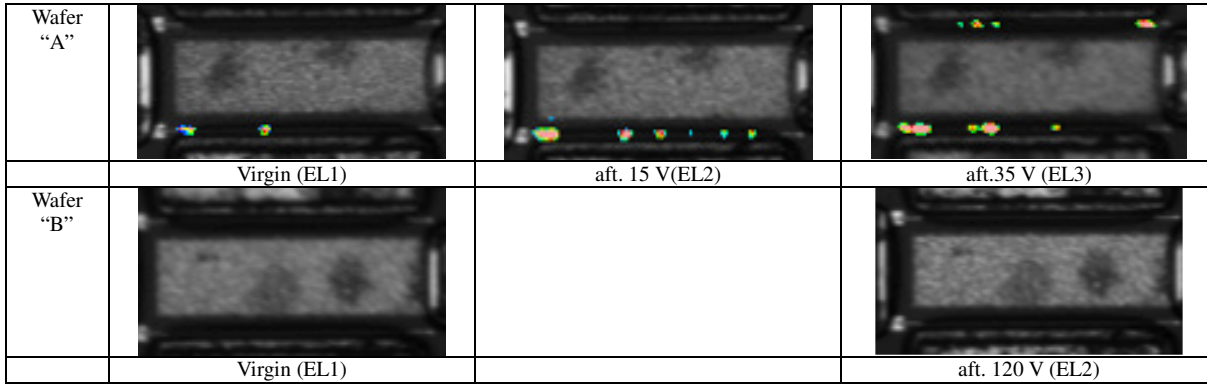 Wafer
“A”
Virgin (EL1)
aft. 15 V(EL2)
aft.35 V (EL3)
Wafer
“B”
Virgin (EL1)
aft. 120 V (EL2)